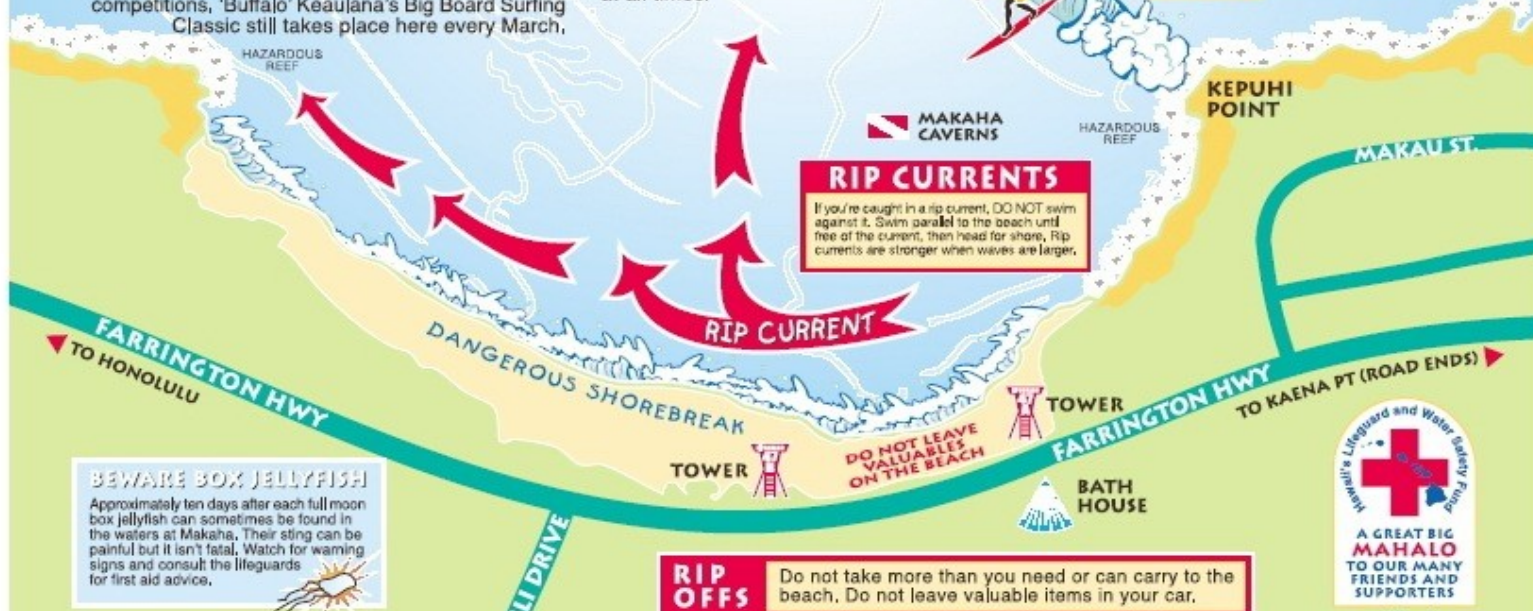 competitions, 'Buffalo' Keaulana's Big Board Surfing
Classic still takes place here every March.
HAZARDOUS
REEF
KEPUHI
POINT
MAKAHA
CAVERNS
HAZARDOUS
REEF
MAKAU ST.
RIP CURRENTS
If you're caught in a rip current, DO NOT swim
against it. Swim parallel to the beach until
free of the current, then head for shore. Rip
currents are stronger when waves are larger.
RIP CURRENT
FARRINGTON HWY
TO HONOLULU
DANGEROUS SHOREBREAK
TOWER
DO NOT LEAVE
VALUABLES
ON THE BEACH
TOWER
FARRINGTON HWY
TO KAENA PT (ROAD ENDS)
BATH
HOUSE
BEWARE BOX JELLYFISH
Approximately ten days after each full moon
box jellyfish can sometimes be found in
the waters at Makaha. Their sting can be
painful but it isn't fatal. Watch for warning
signs and consult the lifeguards
for first aid advice.
LI DRIVE
RIP
OFFS
Do not take more than you need or can carry to the
beach. Do not leave valuable items in your car.
Hawaii's Lifeguard and Water Safety Fund
A GREAT BIG
MAHALO
TO OUR MANY
FRIENDS AND
SUPPORTERS